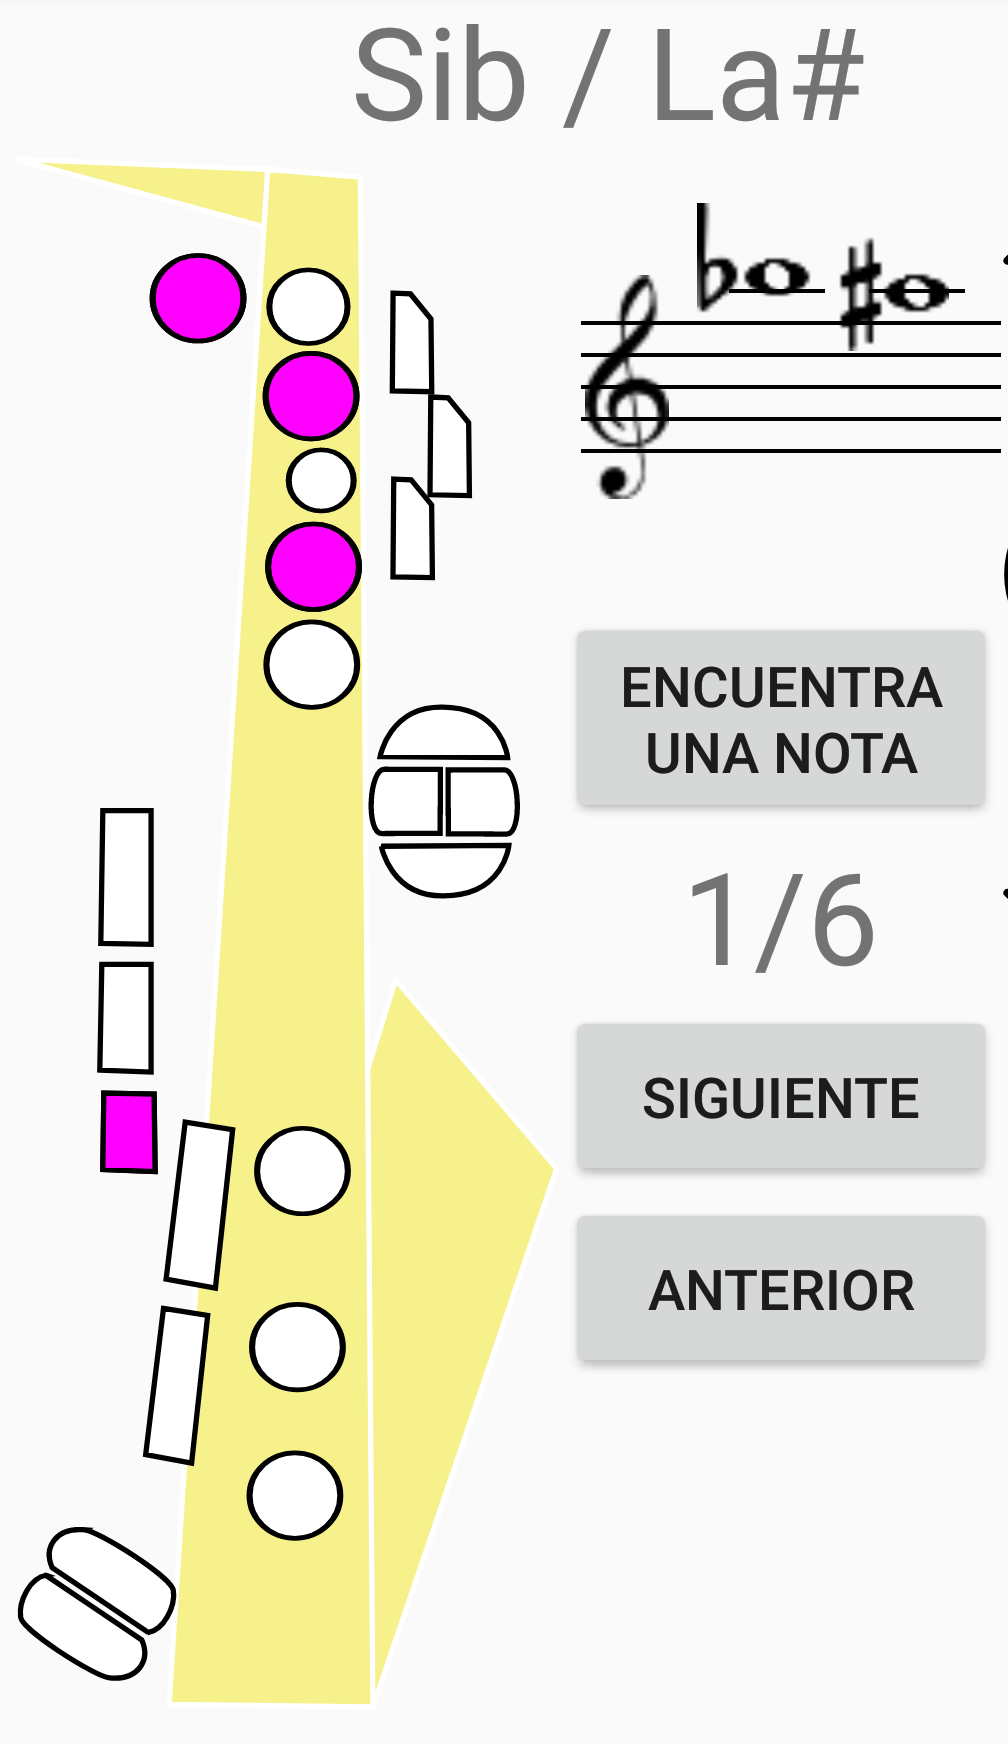 Sib / La#
ENCUENTRA
UNA NOTA
1/6
SIGUIENTE
ANTERIOR